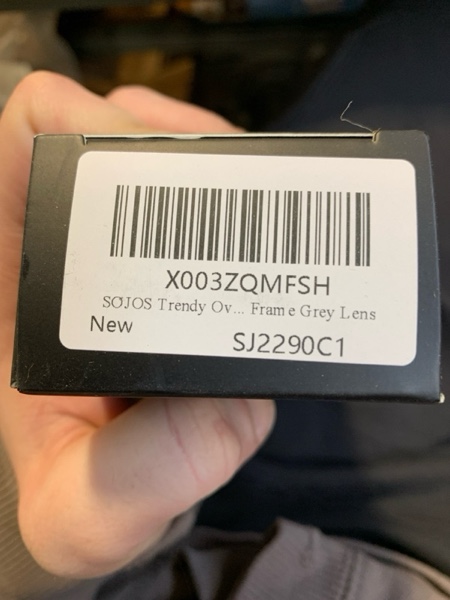 X003ZQMFSH
SOJOS Trendy Ov... Frame Grey Lens
New
SJ2290C1